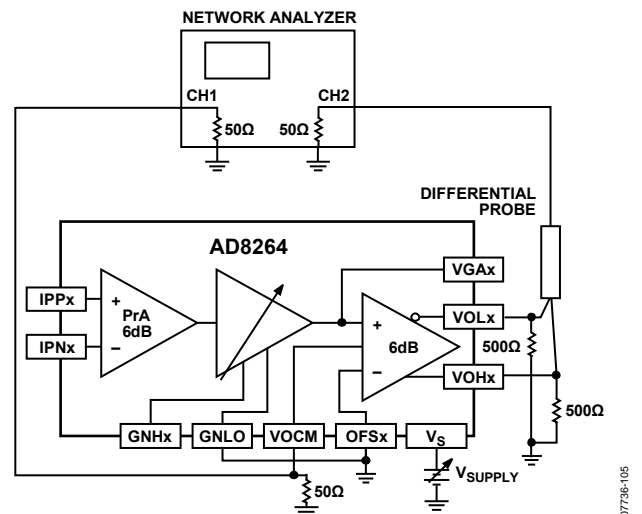 NETWORK ANALYZER
CH1
CH2
50Ω
50Ω
DIFFERENTIAL
PROBE
AD8264
IPPx
IPNx
+
PrA
6dB
−
+
6dB
−
VGAx
VOLx
VOHx
500Ω
500Ω
GNHx
GNLO
VOCM
OFSx
VS
VSUPPLY
50Ω
07736-105